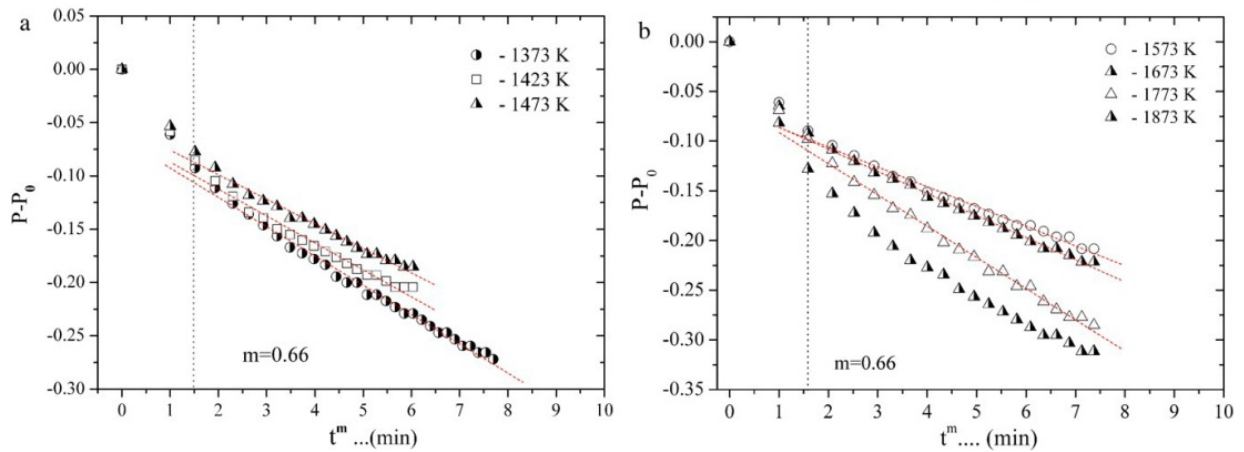 a
0.05
0.00
-0.05
-0.10
-0.15
-0.20
-0.25
-0.30
P-P₀
- 1373 K
- 1423 K
- 1473 K
m=0.66
0 1 2 3 4 5 6 7 8 9 10
tᵐ ...(min)
b
0.00
-0.05
-0.10
-0.15
-0.20
-0.25
-0.30
-0.35
P-P₀
- 1573 K
- 1673 K
- 1773 K
- 1873 K
m=0.66
0 1 2 3 4 5 6 7 8 9 10
tᵐ.... (min)